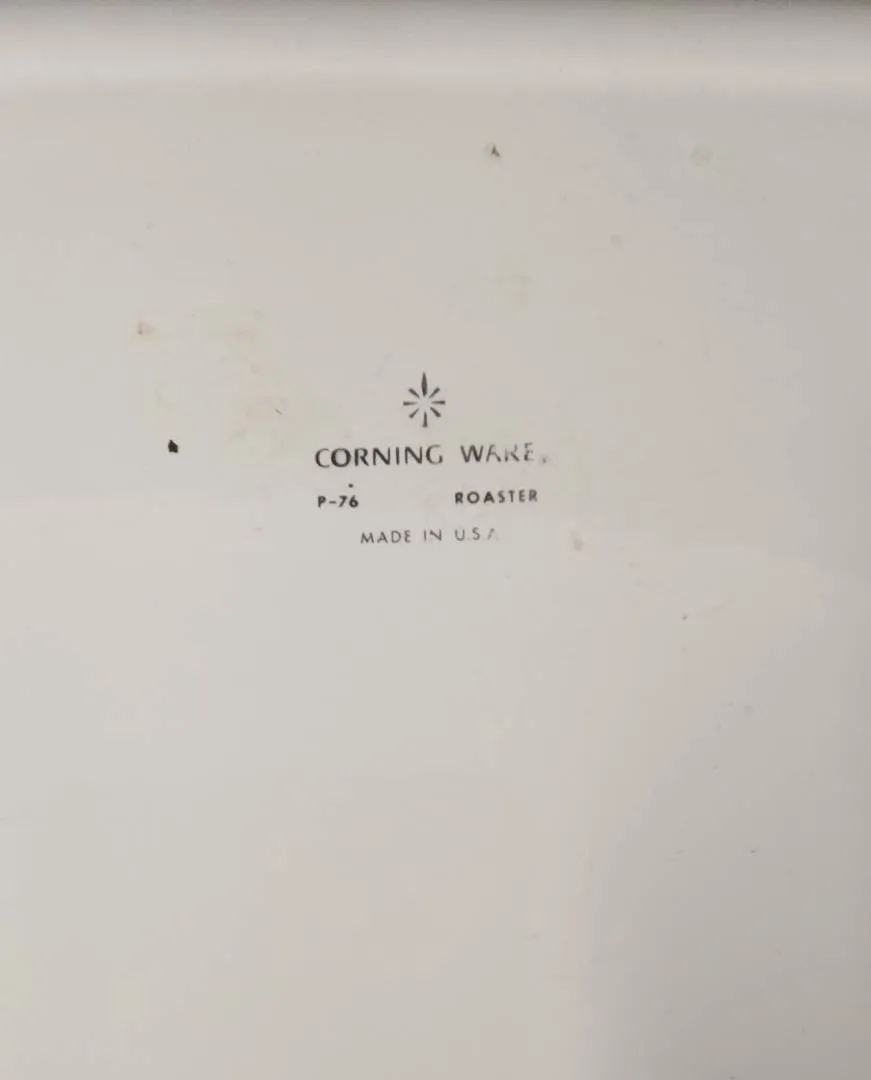 CORNING WARE
P-76 ROASTER
MADE IN U.S.A